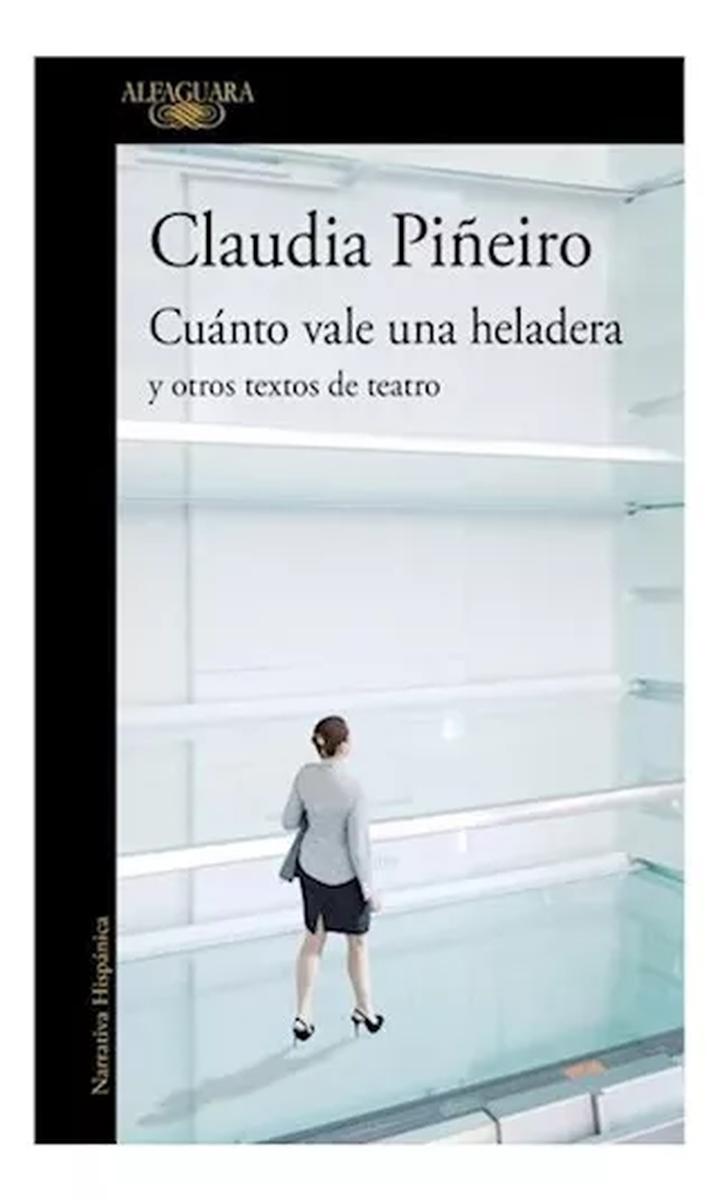 ALFAGUARA
Claudia Piñeiro
Cuánto vale una heladera
y otros textos de teatro
Narrativa Hispánica